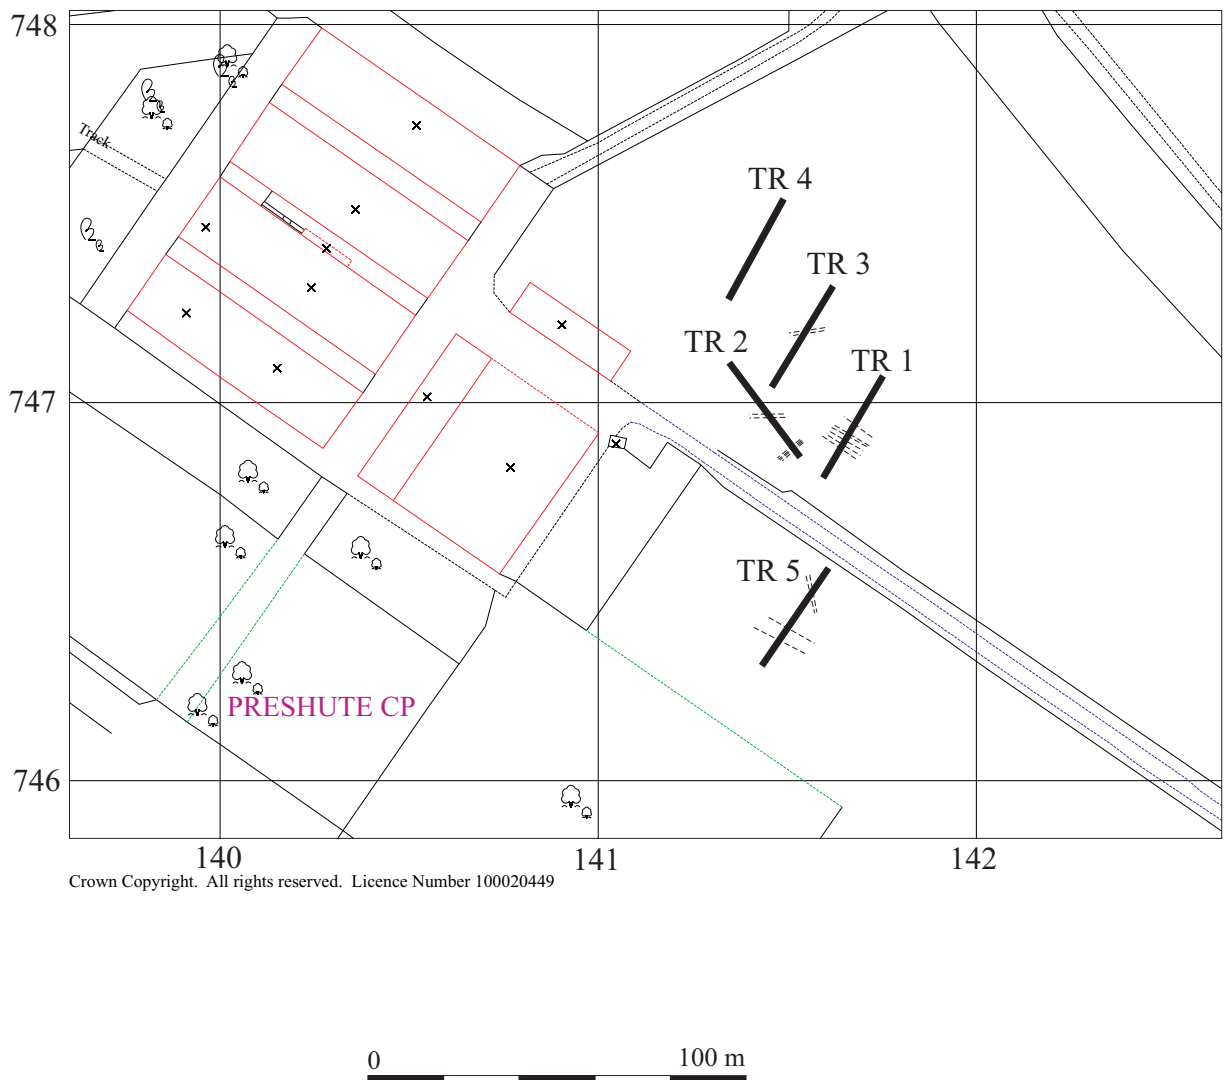 748
Track
TR 4
TR 3
TR 2
TR 1
747
TR 5
PRESHUTE CP
746
140
141
142
Crown Copyright. All rights reserved. Licence Number 100020449
0
100 m